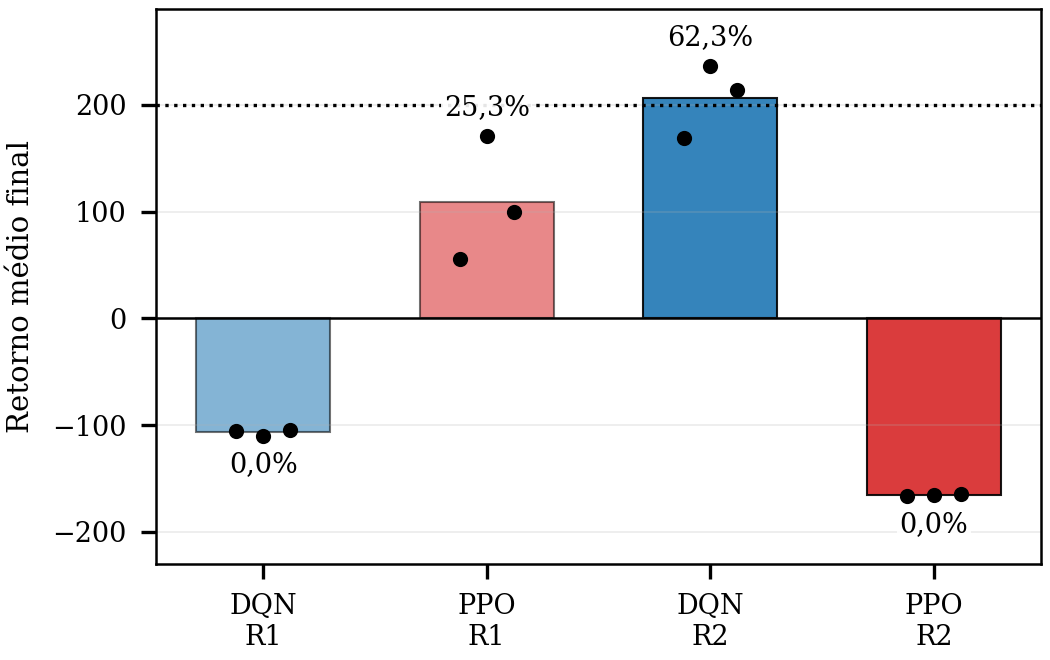 Retorno médio final
200
100
0
−100
−200
0,0%
25,3%
62,3%
0,0%
DQN
R1
PPO
R1
DQN
R2
PPO
R2